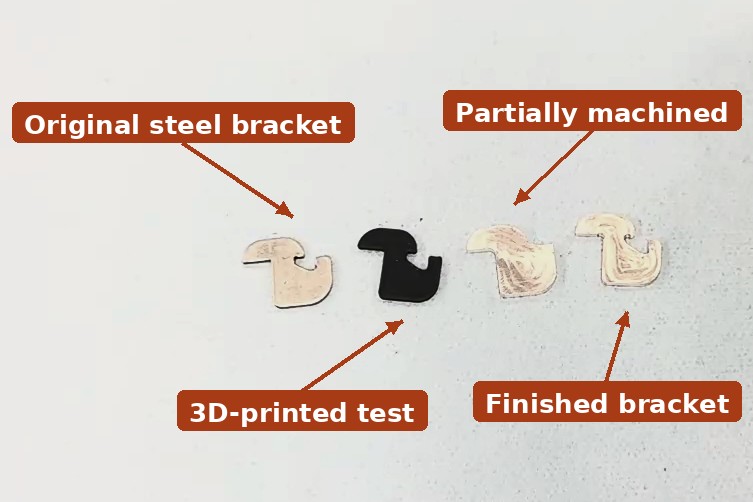 Original steel bracket
Partially machined
3D-printed test
Finished bracket